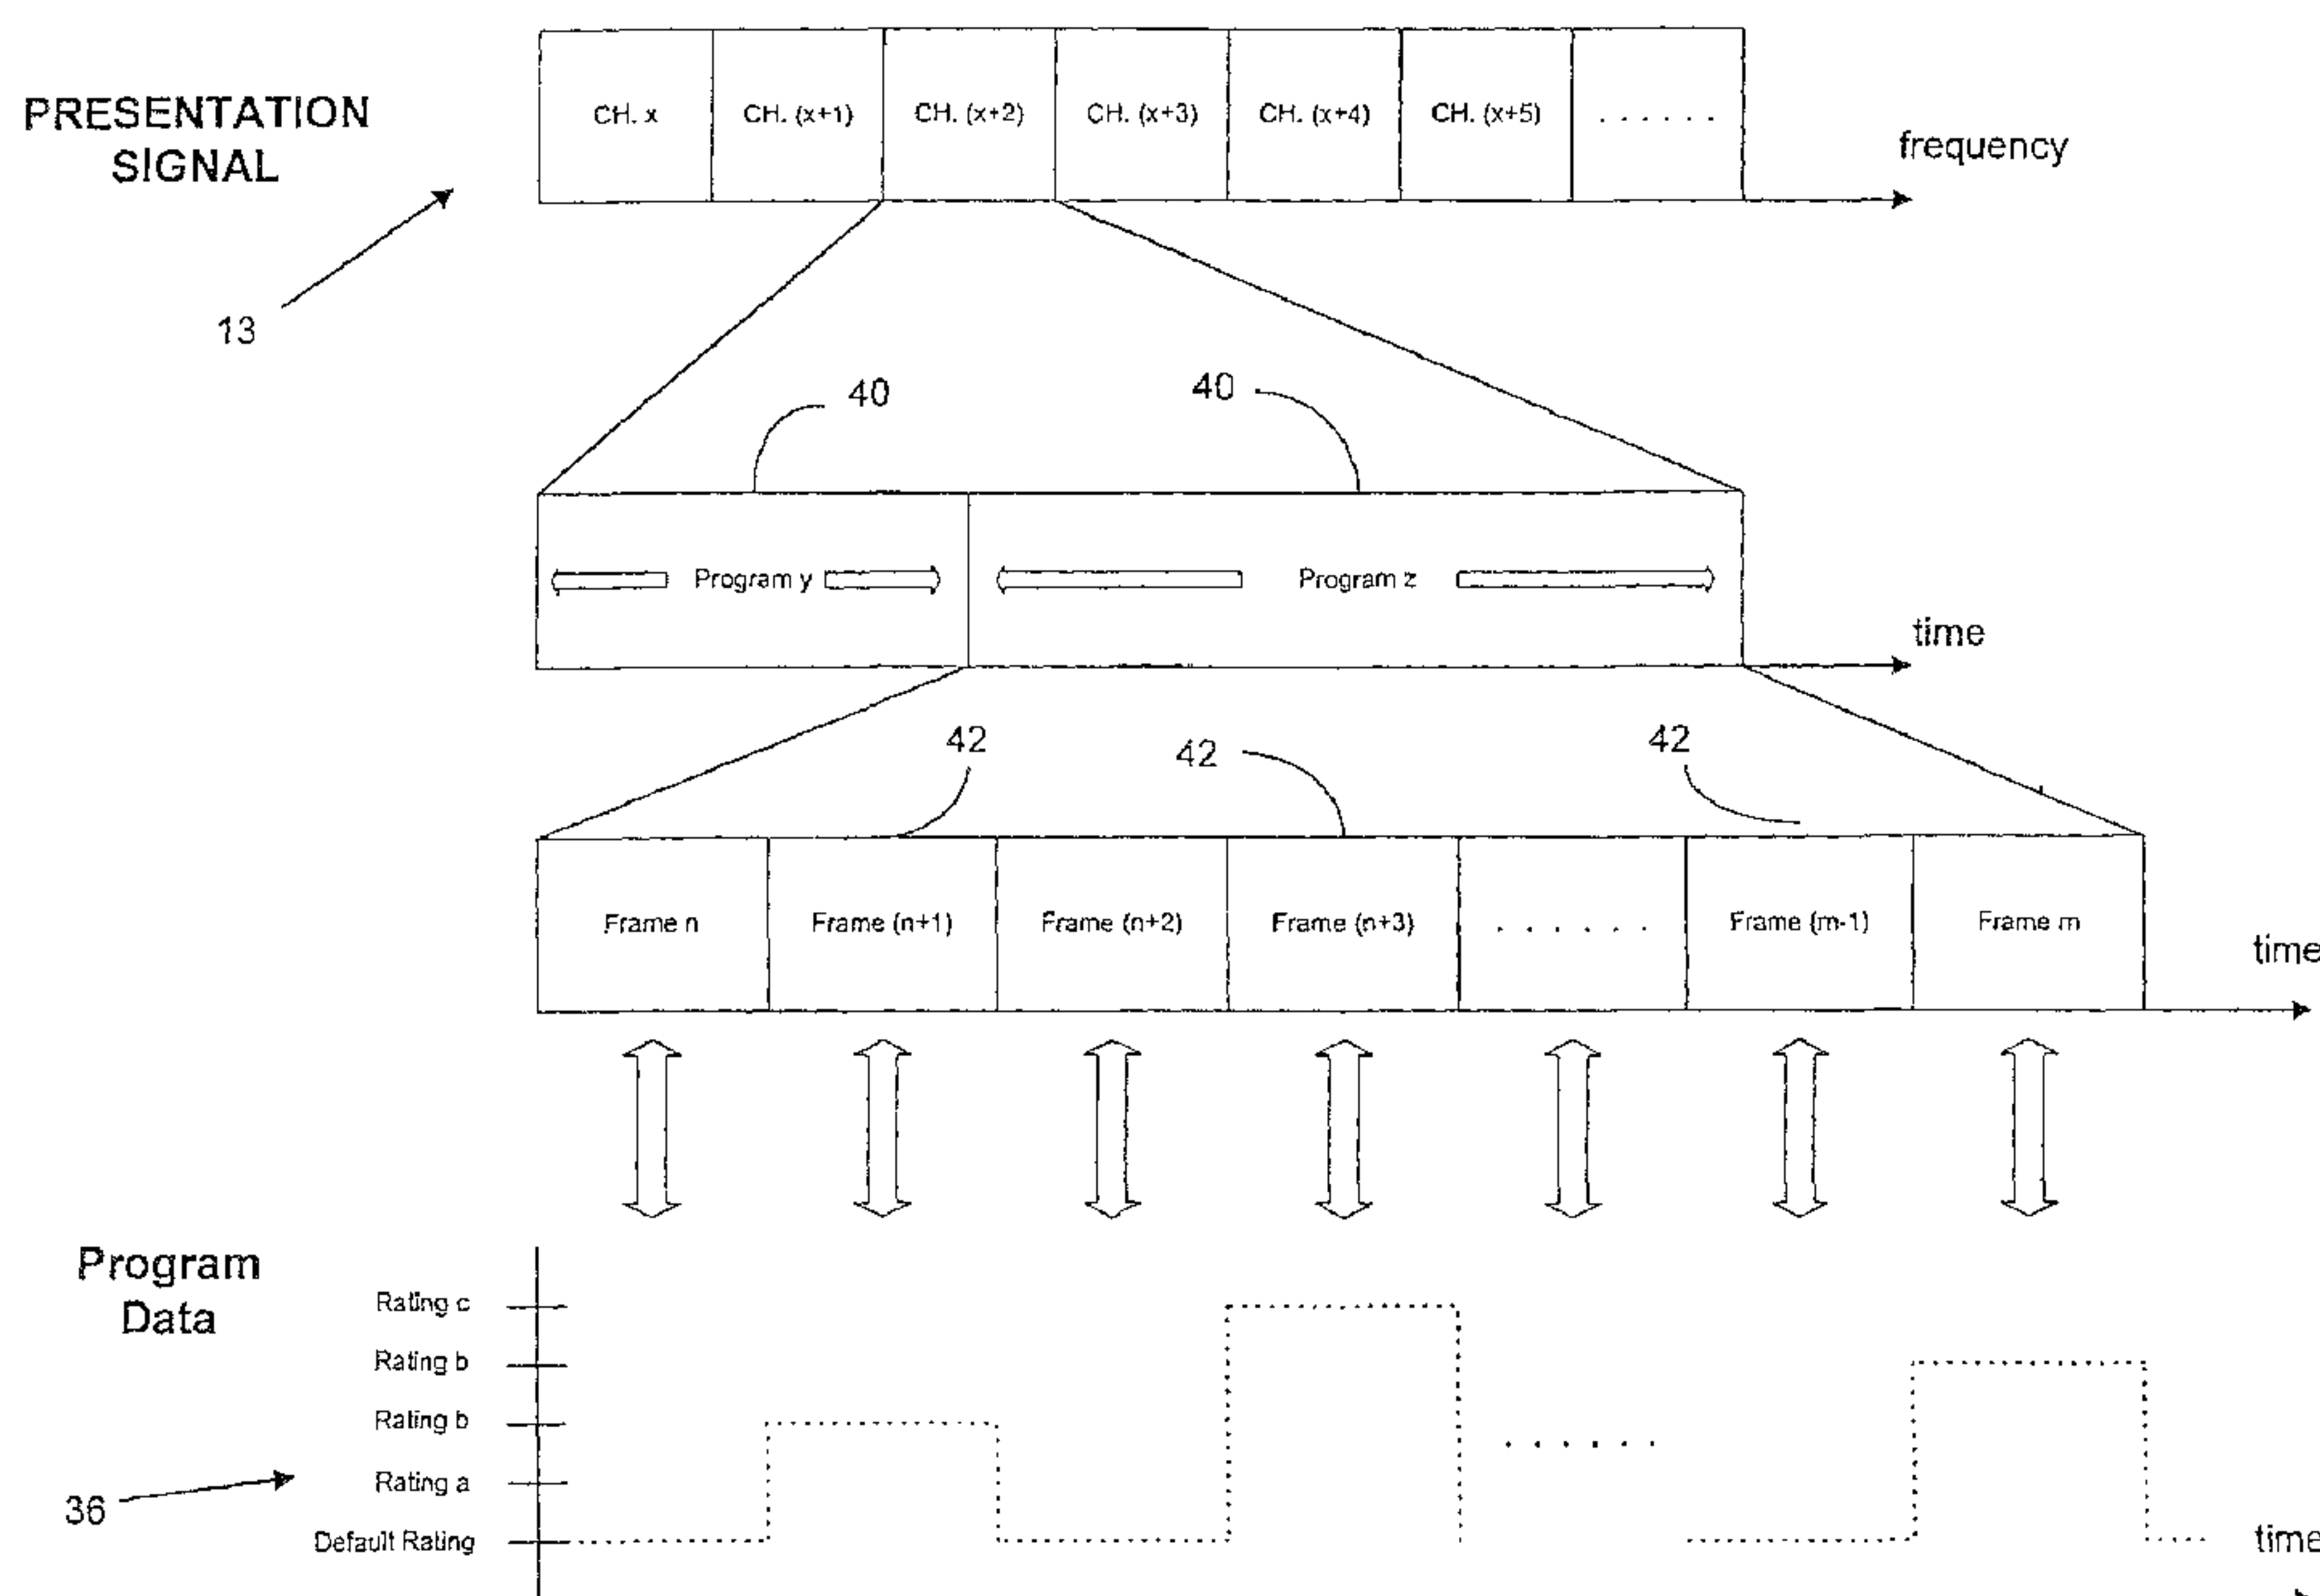 PRESENTATION
SIGNAL
CH. x
CH. (x+1)
CH. (x+2)
CH. (x+3)
CH. (x+4)
CH. (x+5)
. . . . . .
frequency
13
40
40
Program y
Program z
time
42
42
42
Frame n
Frame (n+1)
Frame (n+2)
Frame (n+3)
. . . . . .
Frame (m-1)
Frame m
time
Program
Data
Rating c
Rating b
Rating b
Rating a
Default Rating
36
. . . . . .
time